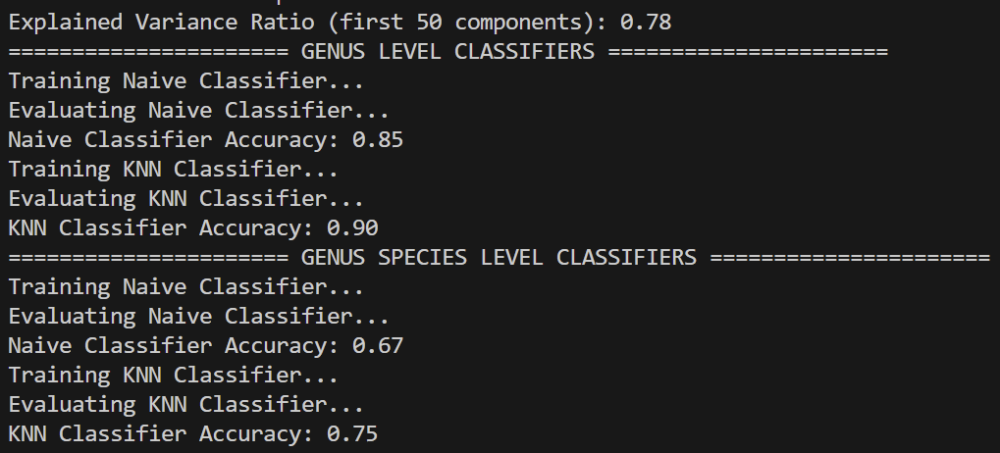 Explained Variance Ratio (first 50 components): 0.78
====================== GENUS LEVEL CLASSIFIERS ======================
Training Naive Classifier...
Evaluating Naive Classifier...
Naive Classifier Accuracy: 0.85
Training KNN Classifier...
Evaluating KNN Classifier...
KNN Classifier Accuracy: 0.90
====================== GENUS SPECIES LEVEL CLASSIFIERS ======================
Training Naive Classifier...
Evaluating Naive Classifier...
Naive Classifier Accuracy: 0.67
Training KNN Classifier...
Evaluating KNN Classifier...
KNN Classifier Accuracy: 0.75